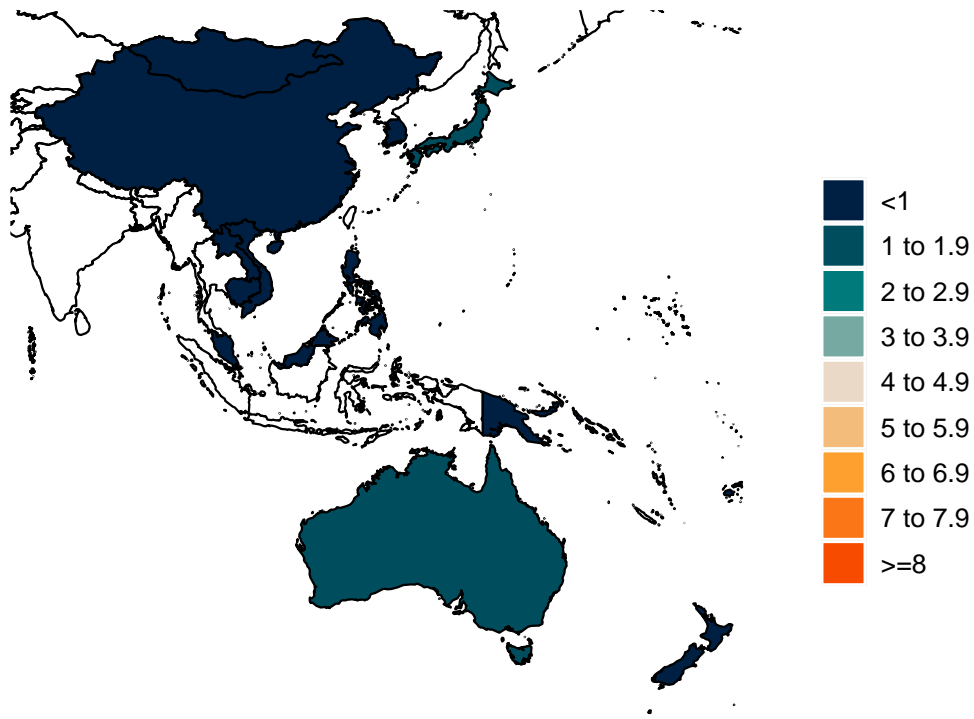 <1
1 to 1.9
2 to 2.9
3 to 3.9
4 to 4.9
5 to 5.9
6 to 6.9
7 to 7.9
>=8